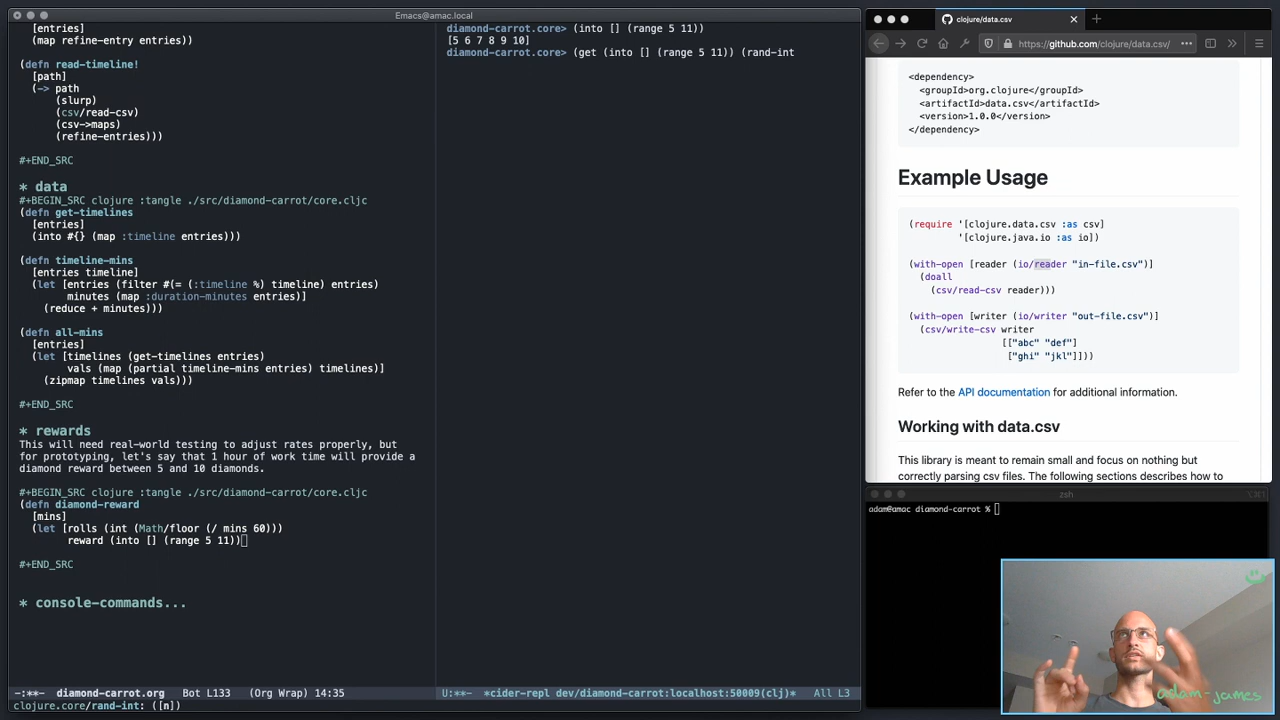 Emacs@amac.local
[entries]
(map refine-entry entries))
(defn read-timeline!
[path]
(-> path
(slurp)
(csv/read-csv)
(csv->maps)
(refine-entries)))
#+END_SRC
* data
#+BEGIN_SRC clojure :tangle ./src/diamond-carrot/core.cljc
(defn get-timelines
[entries]
(into #{} (map :timeline entries)))
(defn timeline-mins
[entries timeline]
(let [entries (filter #(= (:timeline %) timeline) entries)
minutes (map :duration-minutes entries)]
(reduce + minutes)))
(defn all-mins
[entries]
(let [timelines (get-timelines entries)
vals (map (partial timeline-mins entries) timelines)]
(zipmap timelines vals)))
#+END_SRC
* rewards
This will need real-world testing to adjust rates properly, but
for prototyping, let's say that 1 hour of work time will provide a
diamond reward between 5 and 10 diamonds.
#+BEGIN_SRC clojure :tangle ./src/diamond-carrot/core.cljc
(defn diamond-reward
[mins]
(let [rolls (int (Math/floor (/ mins 60)))
reward (into [] (range 5 11))
#+END_SRC
* console-commands...
-:**- diamond-carrot.org Bot L133 (Org Wrap) 14:35
clojure.core/rand-int: ([n])
diamond-carrot.core> (into [] (range 5 11))
[5 6 7 8 9 10]
diamond-carrot.core> (get (into [] (range 5 11)) (rand-int
U:**- *cider-repl dev/diamond-carrot:localhost:50009(clj)* All L3
clojure/data.csv
https://github.com/clojure/data.csv/
<dependency>
<groupId>org.clojure</groupId>
<artifactId>data.csv</artifactId>
<version>1.0.0</version>
</dependency>
Example Usage
(require '[clojure.data.csv :as csv]
'[clojure.java.io :as io])
(with-open [reader (io/reader "in-file.csv")]
(doall
(csv/read-csv reader)))
(with-open [writer (io/writer "out-file.csv")]
(csv/write-csv writer
[["abc" "def"]
["ghi" "jkl"]]))
Refer to the API documentation for additional information.
Working with data.csv
This library is meant to remain small and focus on nothing but
correctly parsing csv files. The following sections describes how to
zsh
adam@amac diamond-carrot %
adam-james